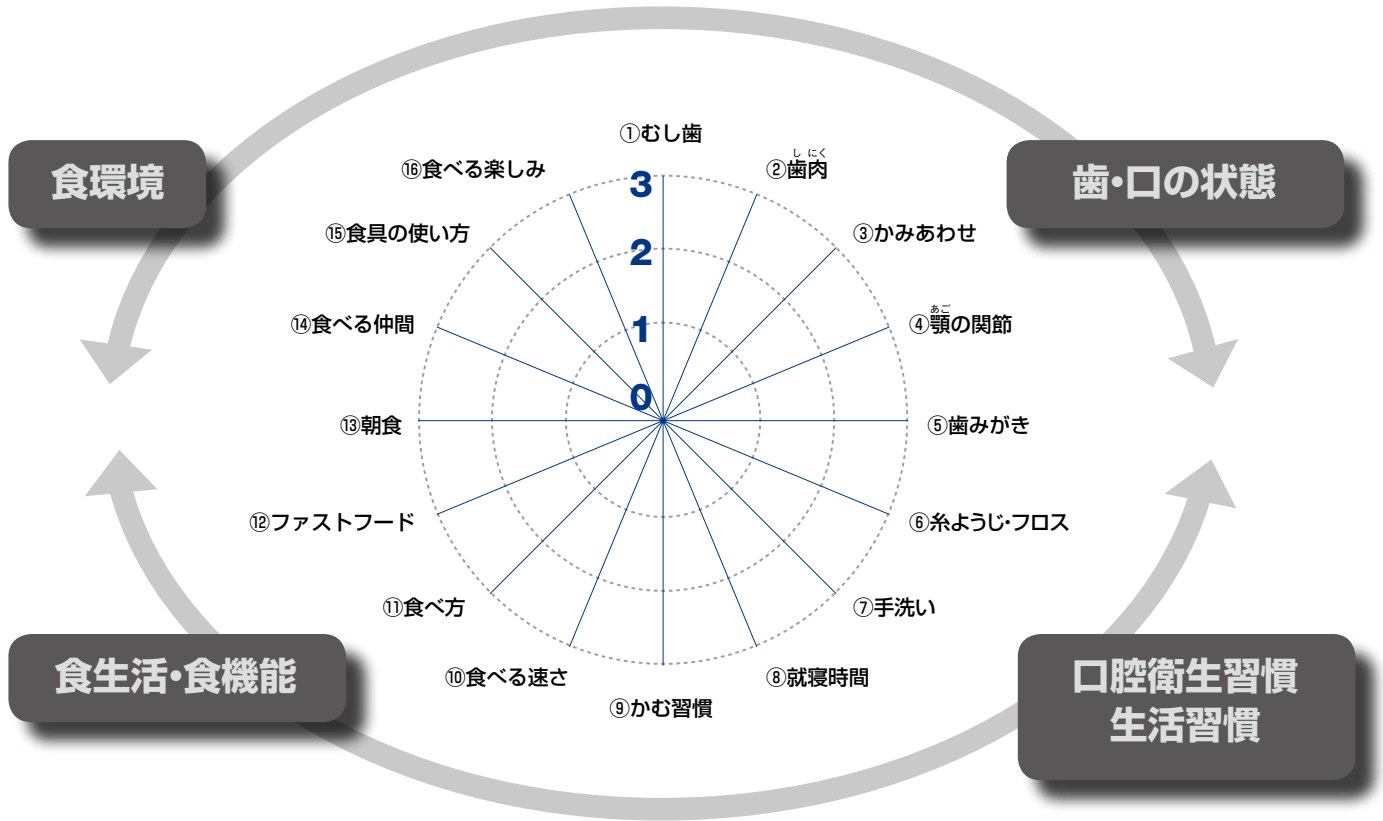 食環境
歯・口の状態
食生活・食機能
口腔衛生習慣
生活習慣
3
2
1
0
①むし歯
し にく
②歯肉
③かみあわせ
あご
④顎の関節
⑤歯みがき
⑥糸ようじ・フロス
⑦手洗い
⑧就寝時間
⑨かむ習慣
⑩食べる速さ
⑪食べ方
⑫ファストフード
⑬朝食
⑭食べる仲間
⑮食具の使い方
⑯食べる楽しみ